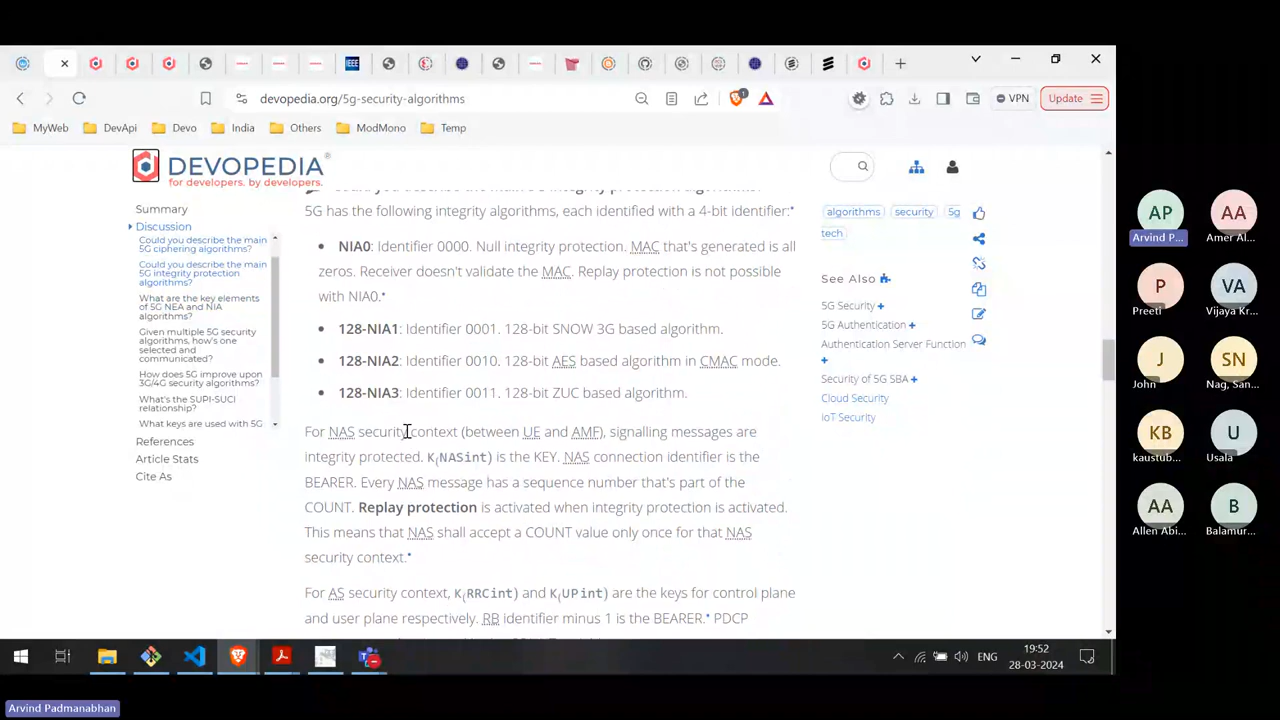 devopedia.org/5g-security-algorithms
VPN
Update
MyWeb
DevApi
Devo
India
Others
ModMono
Temp
DEVOPEDIA
for developers. by developers.
Summary
Discussion
Could you describe the main
5G ciphering algorithms?
Could you describe the main
5G integrity protection
algorithms?
What are the key elements
of 5G NEA and NIA
algorithms?
Given multiple 5G security
algorithms, how's one
selected and
communicated?
How does 5G improve upon
3G/4G security algorithms?
What's the SUPI-SUCI
relationship?
What keys are used with 5G
References
Article Stats
Cite As
Could you describe the main 5G integrity protection algorithms?
5G has the following integrity algorithms, each identified with a 4-bit identifier:
NIA0: Identifier 0000. Null integrity protection. MAC that's generated is all
zeros. Receiver doesn't validate the MAC. Replay protection is not possible
with NIA0.
128-NIA1: Identifier 0001. 128-bit SNOW 3G based algorithm.
128-NIA2: Identifier 0010. 128-bit AES based algorithm in CMAC mode.
128-NIA3: Identifier 0011. 128-bit ZUC based algorithm.
For NAS security context (between UE and AMF), signalling messages are
integrity protected. K(NASint) is the KEY. NAS connection identifier is the
BEARER. Every NAS message has a sequence number that's part of the
COUNT. Replay protection is activated when integrity protection is activated.
This means that NAS shall accept a COUNT value only once for that NAS
security context.
For AS security context, K(RRCint) and K(UPint) are the keys for control plane
and user plane respectively. RB identifier minus 1 is the BEARER. PDCP
algorithms security 5g
tech
See Also
5G Security
5G Authentication
Authentication Server Function
Security of 5G SBA
Cloud Security
IoT Security
AP
Arvind P...
AA
Amer Al...
P
Preeti
VA
Vijaya Kr...
J
John
SN
Nag, San...
KB
kaustub...
U
Usala
AA
Allen Abi...
B
Balamur...
ENG
19:52
28-03-2024
Arvind Padmanabhan